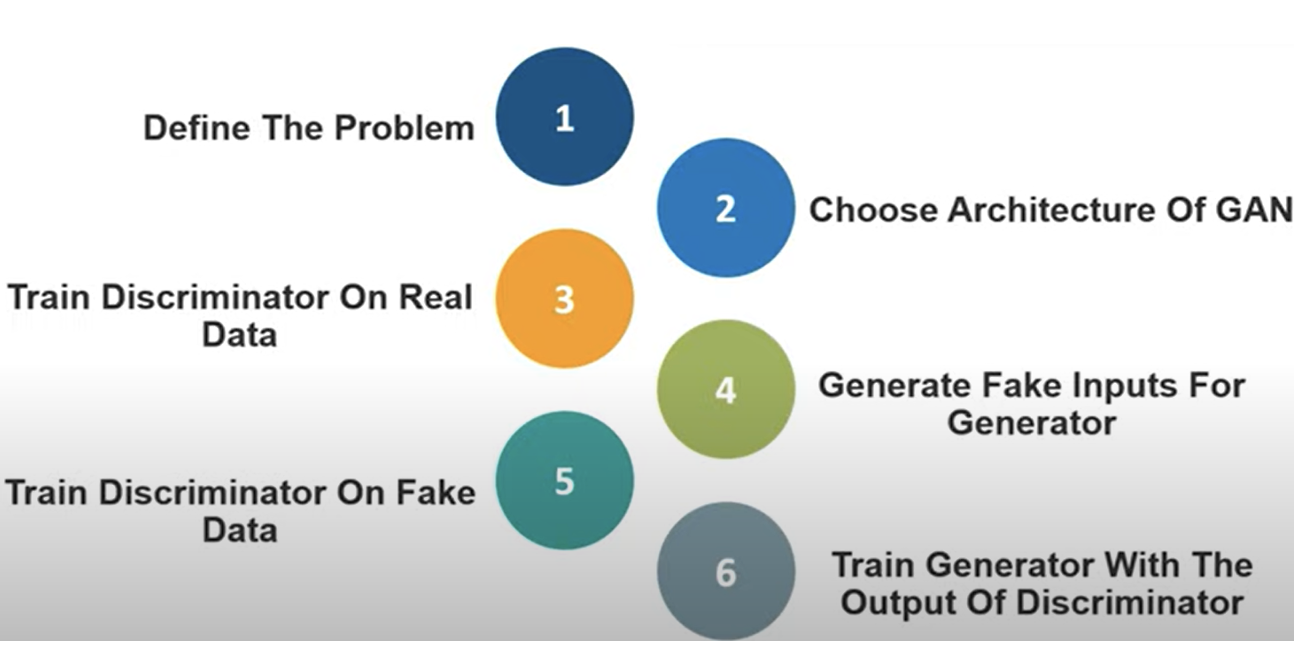 1
Define The Problem
2
Choose Architecture Of GAN
3
Train Discriminator On Real
Data
4
Generate Fake Inputs For
Generator
5
Train Discriminator On Fake
Data
6
Train Generator With The
Output Of Discriminator